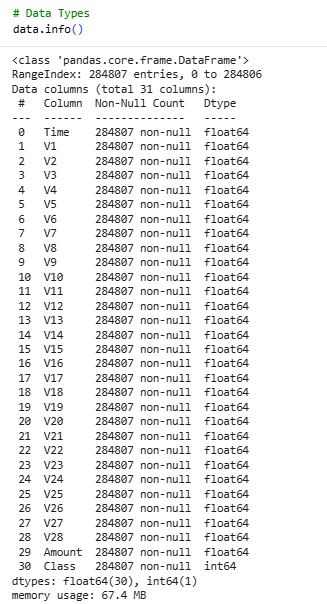 # Data Types
data.info()
<class 'pandas.core.frame.DataFrame'>
RangeIndex: 284807 entries, 0 to 284806
Data columns (total 31 columns):
 #   Column  Non-Null Count   Dtype
---  ------  --------------   -----
 0   Time    284807 non-null  float64
 1   V1      284807 non-null  float64
 2   V2      284807 non-null  float64
 3   V3      284807 non-null  float64
 4   V4      284807 non-null  float64
 5   V5      284807 non-null  float64
 6   V6      284807 non-null  float64
 7   V7      284807 non-null  float64
 8   V8      284807 non-null  float64
 9   V9      284807 non-null  float64
 10  V10     284807 non-null  float64
 11  V11     284807 non-null  float64
 12  V12     284807 non-null  float64
 13  V13     284807 non-null  float64
 14  V14     284807 non-null  float64
 15  V15     284807 non-null  float64
 16  V16     284807 non-null  float64
 17  V17     284807 non-null  float64
 18  V18     284807 non-null  float64
 19  V19     284807 non-null  float64
 20  V20     284807 non-null  float64
 21  V21     284807 non-null  float64
 22  V22     284807 non-null  float64
 23  V23     284807 non-null  float64
 24  V24     284807 non-null  float64
 25  V25     284807 non-null  float64
 26  V26     284807 non-null  float64
 27  V27     284807 non-null  float64
 28  V28     284807 non-null  float64
 29  Amount  284807 non-null  float64
 30  Class   284807 non-null  int64
dtypes: float64(30), int64(1)
memory usage: 67.4 MB